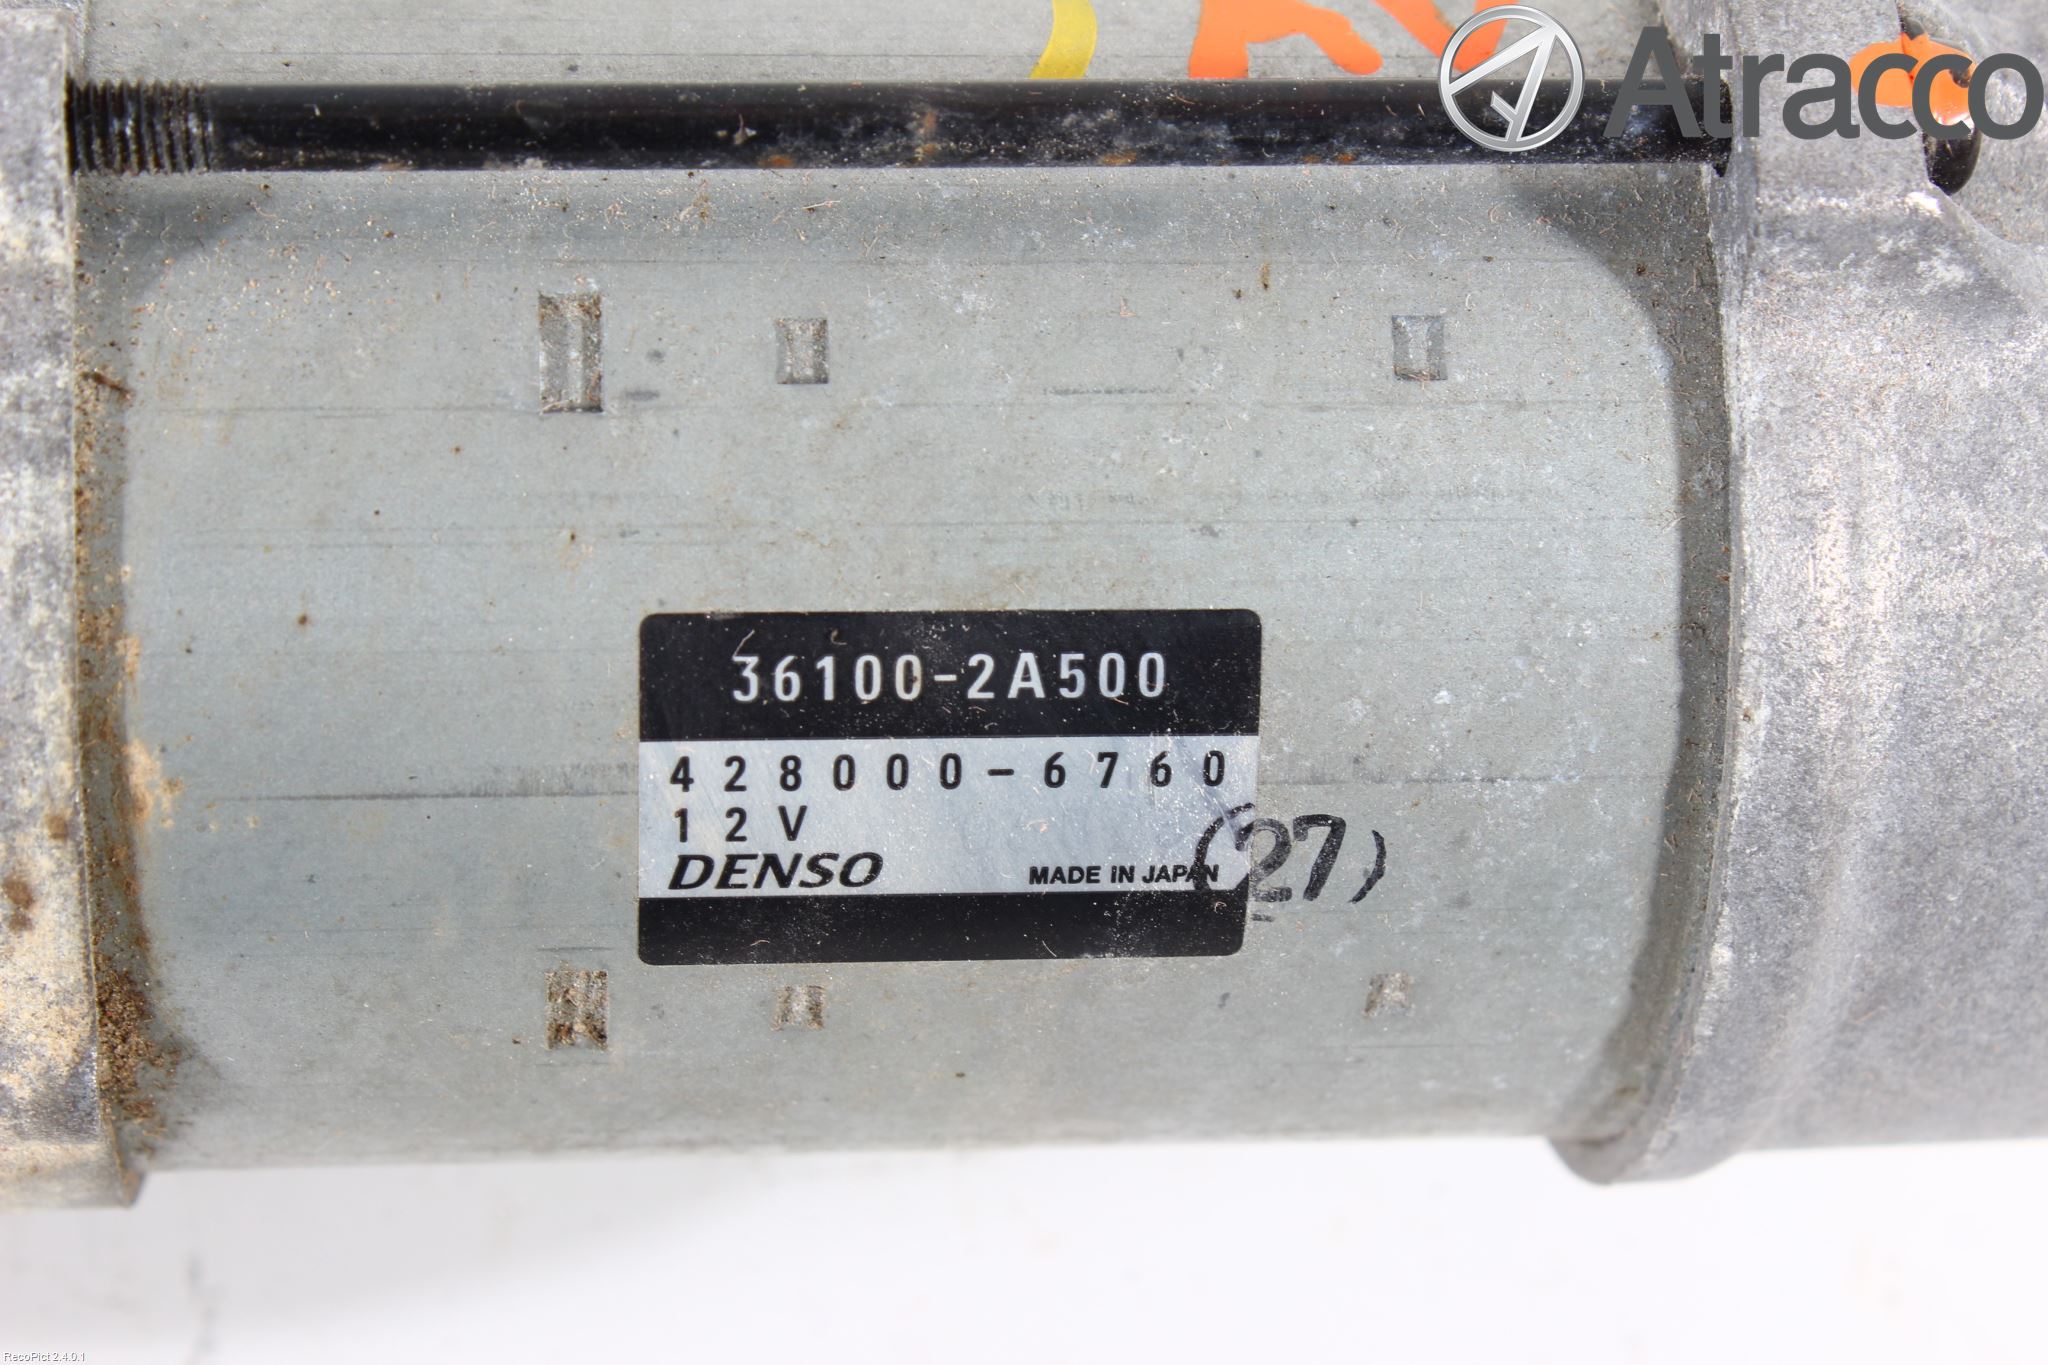 Atracco
36100-2A500
428000-6760
12V
DENSO
MADE IN JAPAN
(27)
RecoPict 2.4.0.1